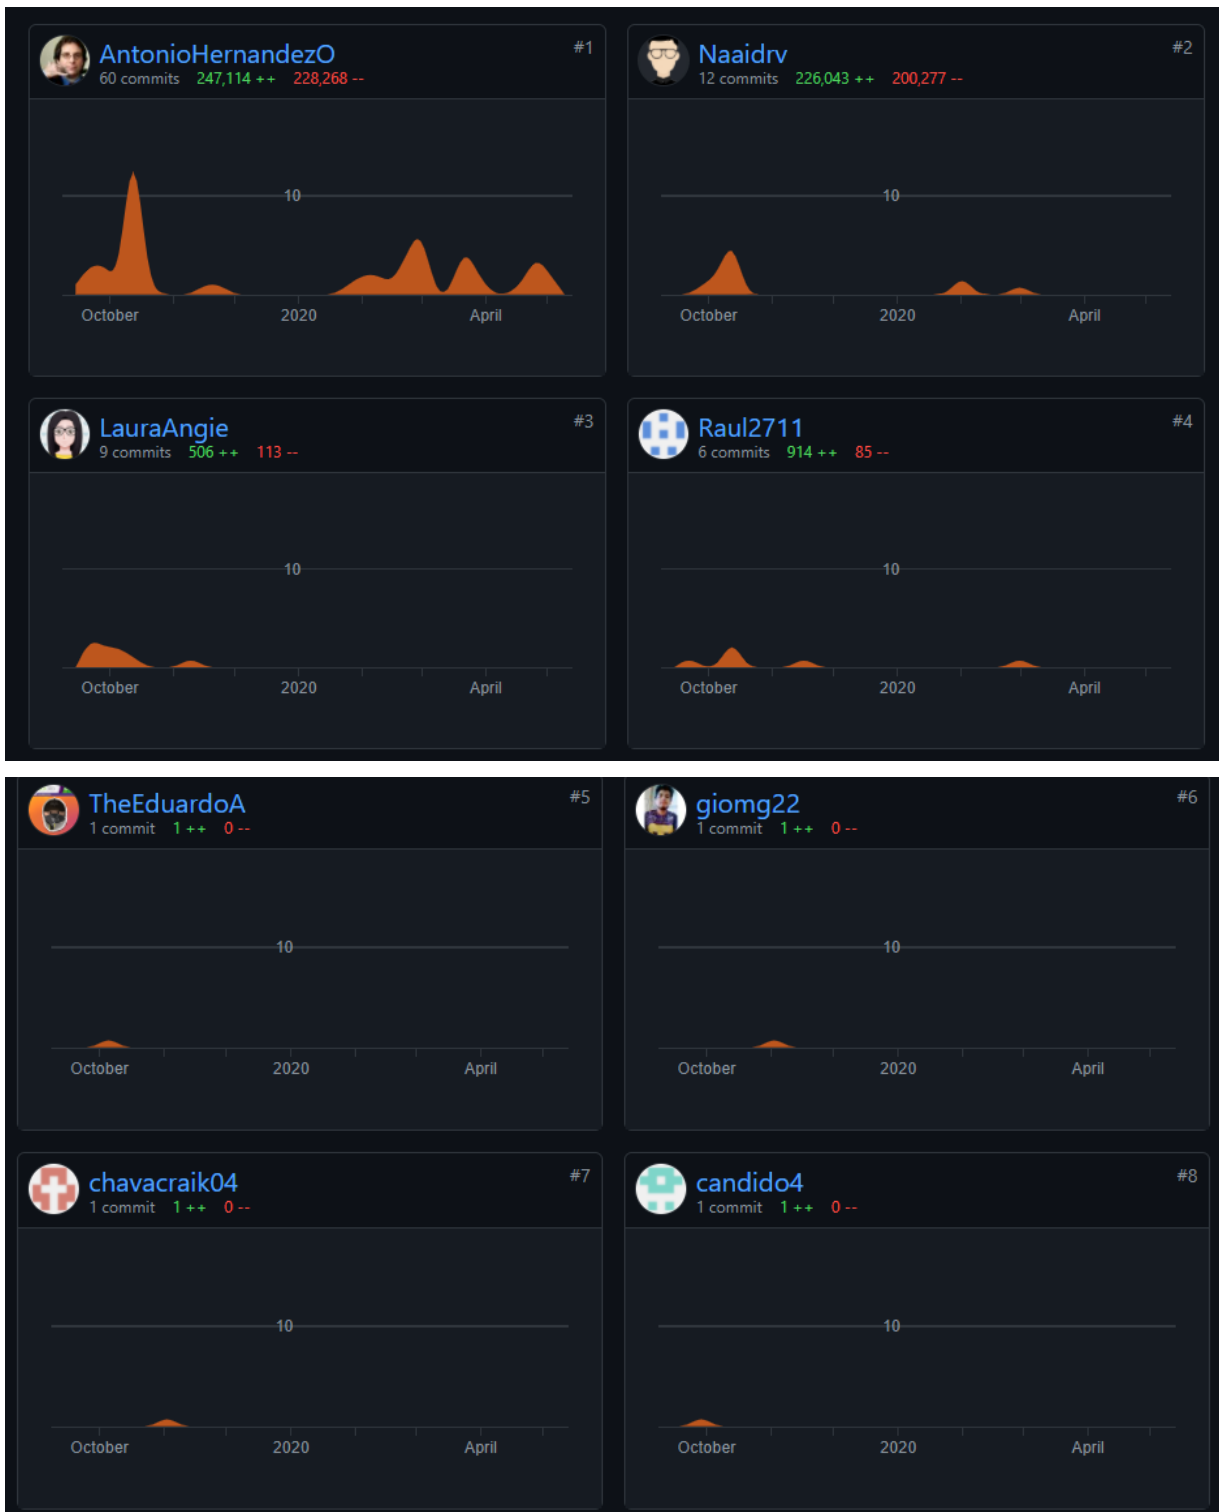 AntonioHernandezO #1
60 commits 247,114 ++ 228,268 --
10
October 2020 April
Naaidrv #2
12 commits 226,043 ++ 200,277 --
10
October 2020 April
LauraAngie #3
9 commits 506 ++ 113 --
10
October 2020 April
Raul2711 #4
6 commits 914 ++ 85 --
10
October 2020 April
TheEduardoA #5
1 commit 1 ++ 0 --
10
October 2020 April
giomg22 #6
1 commit 1 ++ 0 --
10
October 2020 April
chavacraik04 #7
1 commit 1 ++ 0 --
10
October 2020 April
candido4 #8
1 commit 1 ++ 0 --
10
October 2020 April